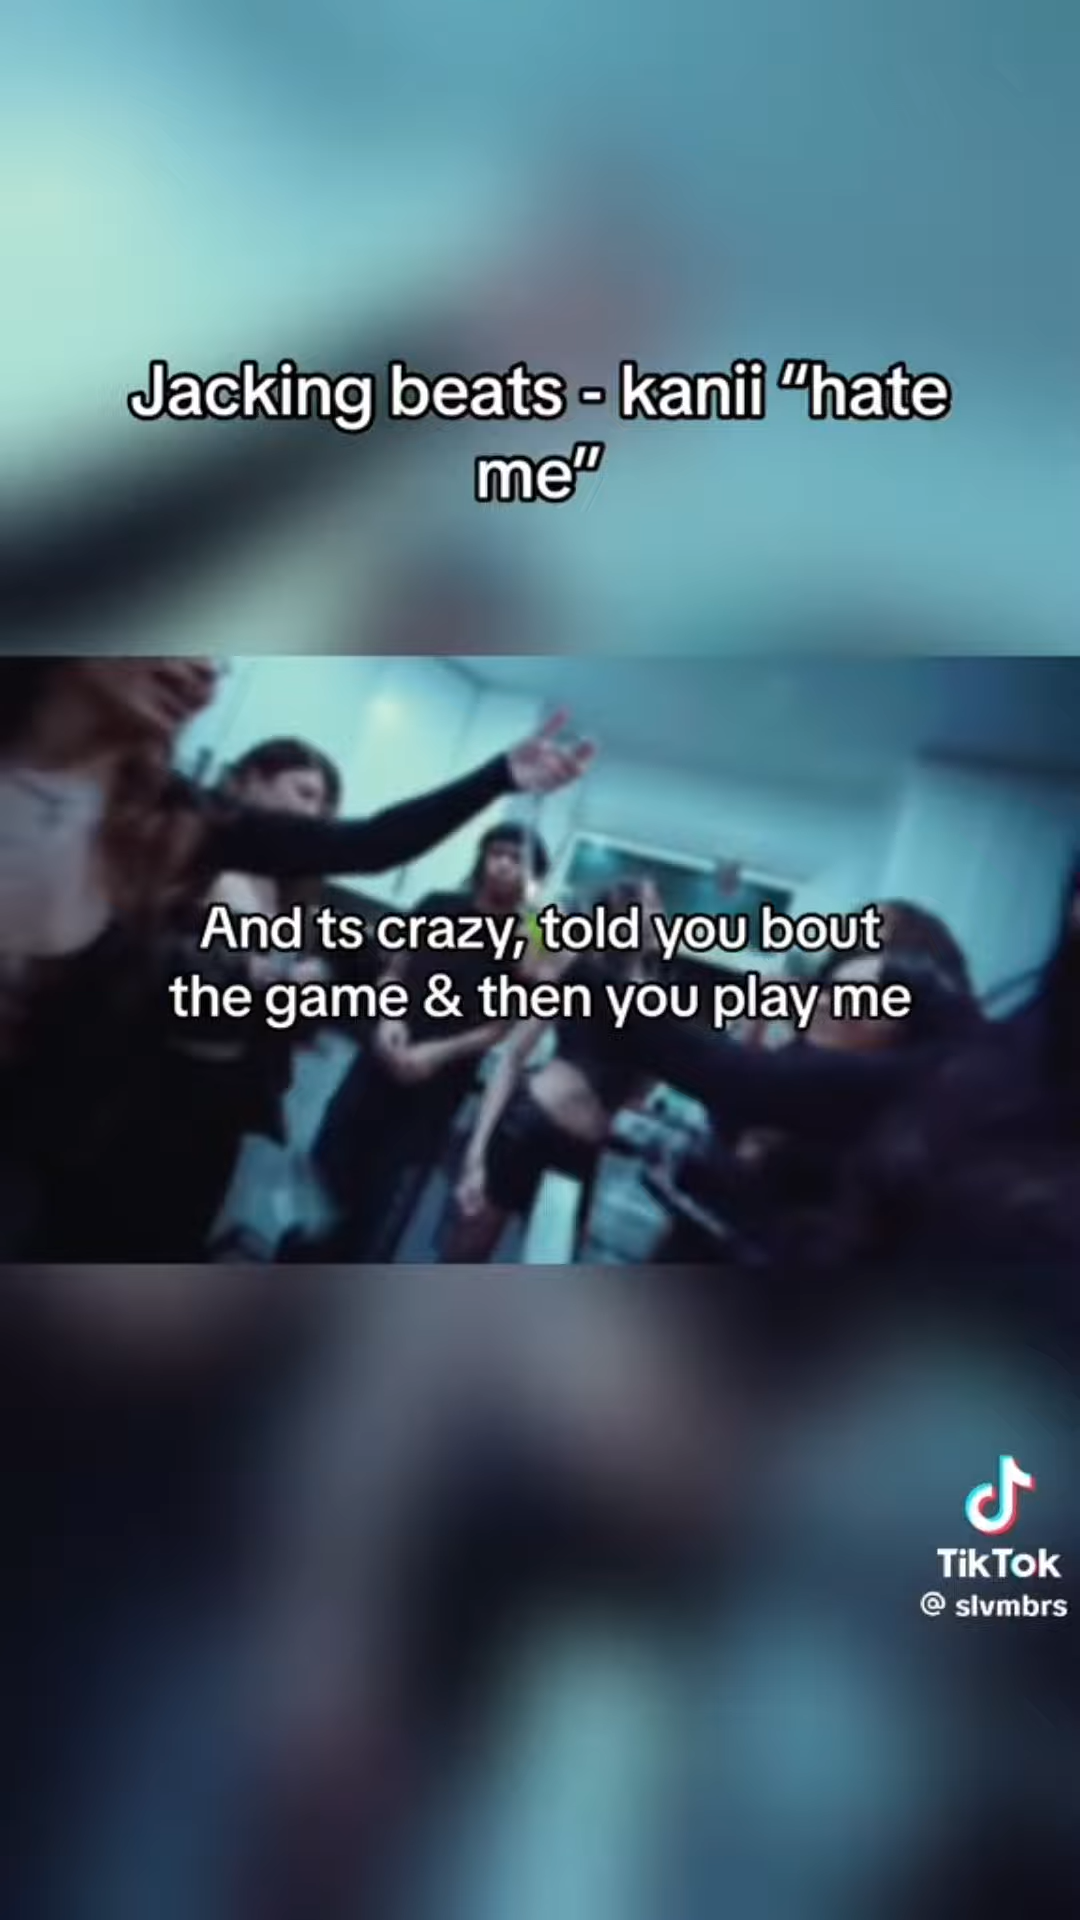 Jacking beats - kanii “hate
me”
And ts crazy, told you bout
the game & then you play me
TikTok
@ slvmbrs